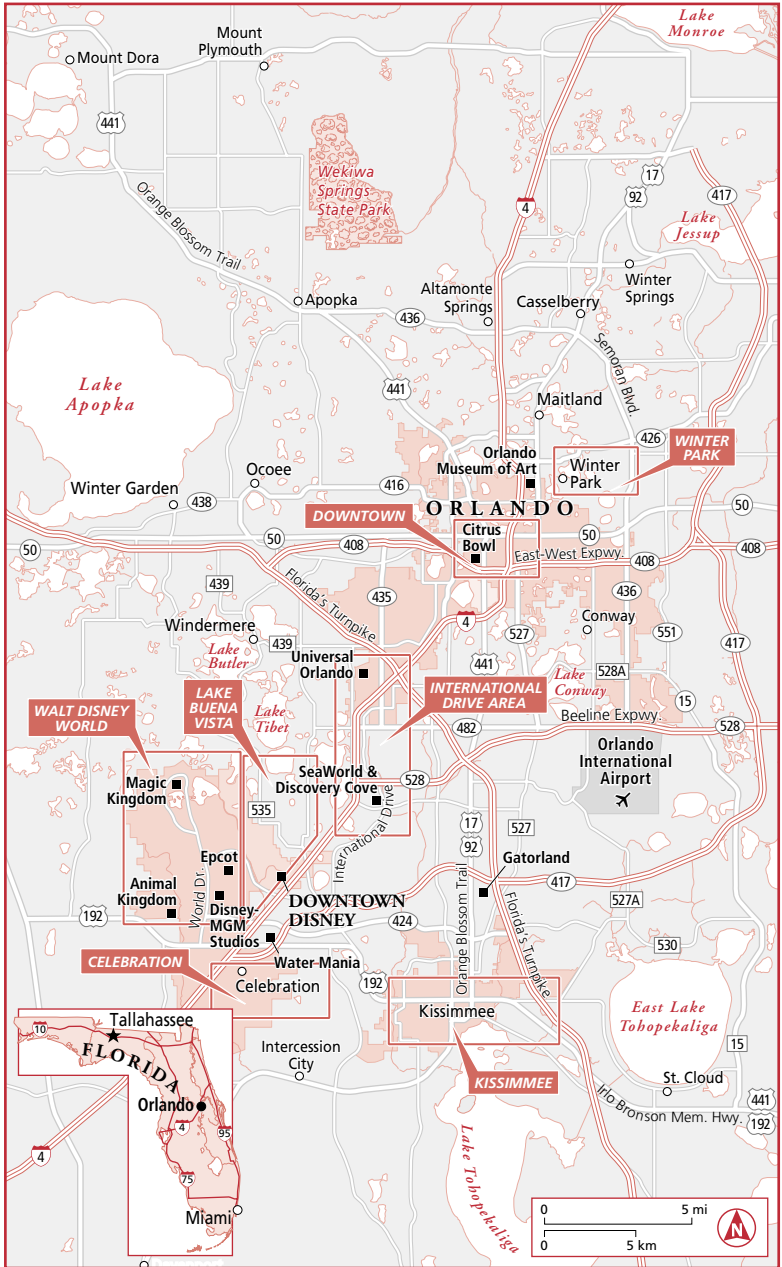 Lake
Monroe
Mount
Plymouth
Mount Dora
441
17
92
417
Wekiwa
Springs
State Park
4
Orange Blossom Trail
Lake
Jessup
Winter
Springs
Altamonte
Springs
Casselberry
Apopka
436
Semoran Blvd.
Lake
Apopka
441
Maitland
426
WINTER
PARK
Orlando
Museum of Art
Winter
Park
Ocoee
416
Winter Garden
438
ORLANDO
DOWNTOWN
Citrus
Bowl
50
50
50
50
408
East-West Expwy.
408
408
439
Florida's Turnpike
435
436
4
527
Conway
551
417
Windermere
439
Lake
Butler
Universal
Orlando
441
Lake
Conway
528A
LAKE
BUENA
VISTA
Lake
Tibet
INTERNATIONAL
DRIVE AREA
15
WALT DISNEY
WORLD
482
Beeline Expwy.
528
Orlando
International
Airport
Magic
Kingdom
SeaWorld &
Discovery Cove
528
535
International Drive
17
92
527
Epcot
Gatorland
417
Animal
Kingdom
World Dr.
Orange Blossom Trail
Florida's Turnpike
527A
DOWNTOWN
DISNEY
Disney-
MGM
Studios
192
424
530
Water Mania
CELEBRATION
Celebration
192
Kissimmee
East Lake
Tohopekaliga
Tallahassee
10
FLORIDA
Intercession
City
15
KISSIMMEE
St. Cloud
Orlando
Irlo Bronson Mem. Hwy.
441
192
4
95
4
75
Lake Tohopekaliga
Miami
0
5 mi
0
5 km
N